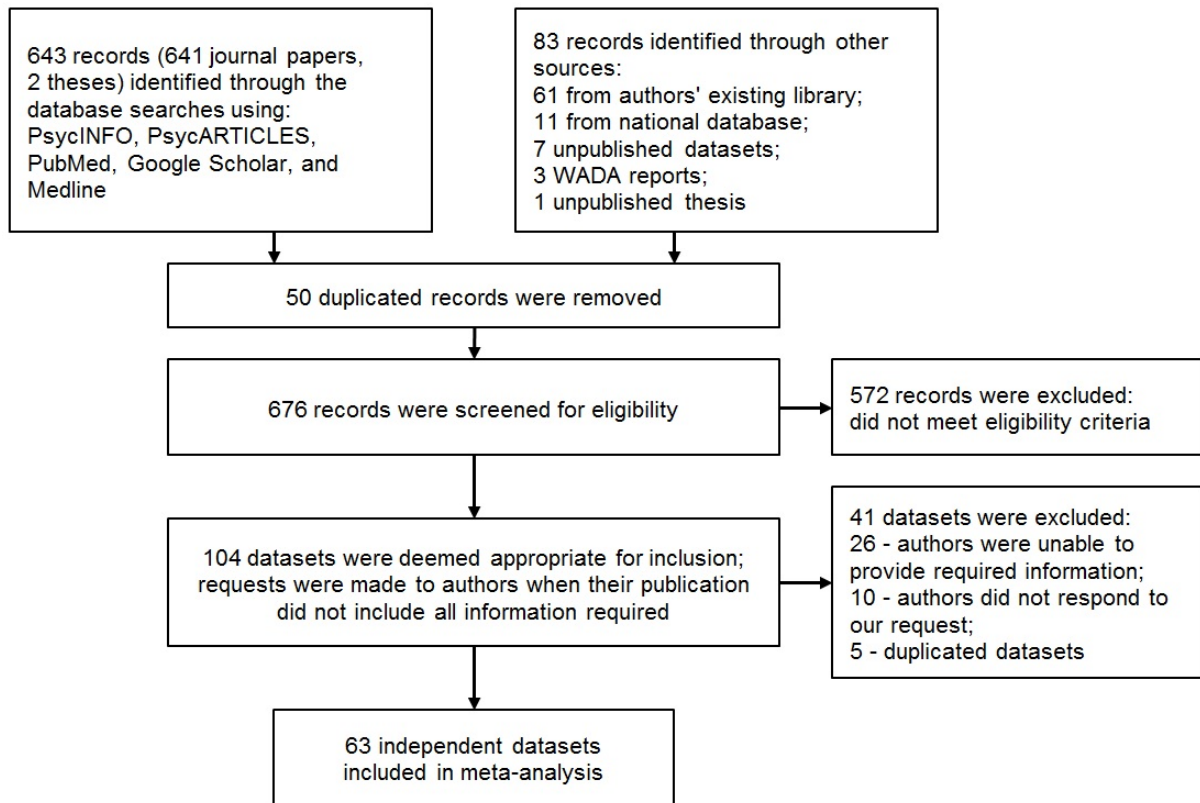 643 records (641 journal papers,
2 theses) identified through the
database searches using:
PsycINFO, PsycARTICLES,
PubMed, Google Scholar, and
Medline
83 records identified through other
sources:
61 from authors' existing library;
11 from national database;
7 unpublished datasets;
3 WADA reports;
1 unpublished thesis
50 duplicated records were removed
676 records were screened for eligibility
572 records were excluded:
did not meet eligibility criteria
104 datasets were deemed appropriate for inclusion;
requests were made to authors when their publication
did not include all information required
41 datasets were excluded:
26 - authors were unable to
provide required information;
10 - authors did not respond to
our request;
5 - duplicated datasets
63 independent datasets
included in meta-analysis